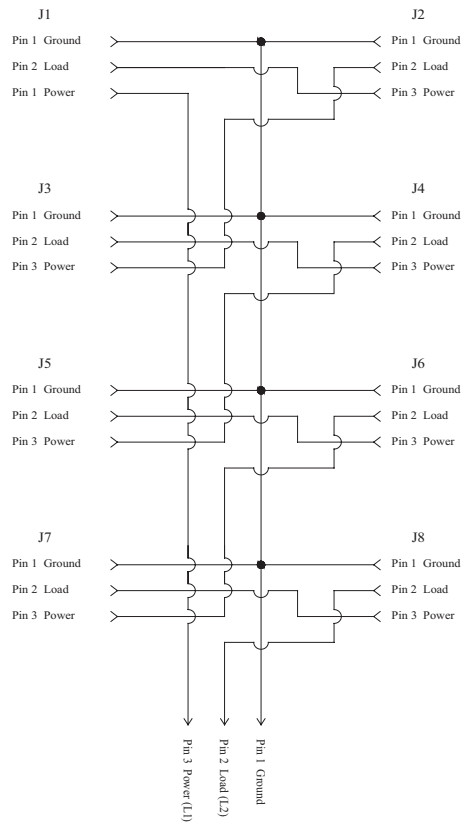 J1 J2
Pin 1 Ground Pin 1 Ground
Pin 2 Load Pin 2 Load
Pin 1 Power Pin 3 Power
J3 J4
Pin 1 Ground Pin 1 Ground
Pin 2 Load Pin 2 Load
Pin 3 Power Pin 3 Power
J5 J6
Pin 1 Ground Pin 1 Ground
Pin 2 Load Pin 2 Load
Pin 3 Power Pin 3 Power
J7 J8
Pin 1 Ground Pin 1 Ground
Pin 2 Load Pin 2 Load
Pin 3 Power Pin 3 Power
Pin 3 Power (L1)
Pin 2 Load (L2)
Pin 1 Ground